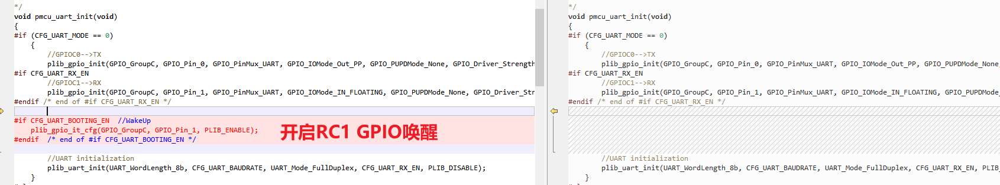 */
void pmcu_uart_init(void)
{
#if (CFG_UART_MODE == 0)
{
//GPIOC0-->TX
plib_gpio_init(GPIO_GroupC, GPIO_Pin_0, GPIO_PinMux_UART, GPIO_IOMode_Out_PP, GPIO_PUPDMode_None, GPIO_Driver_Strength
#if CFG_UART_RX_EN
//GPIOC1-->RX
plib_gpio_init(GPIO_GroupC, GPIO_Pin_1, GPIO_PinMux_UART, GPIO_IOMode_IN_FLOATING, GPIO_PUPDMode_None, GPIO_Driver_Str
#endif /* end of #if CFG_UART_RX_EN */
#if CFG_UART_BOOTING_EN //WakeUp
plib_gpio_it_cfg(GPIO_GroupC, GPIO_Pin_1, PLIB_ENABLE);
#endif /* end of #if CFG_UART_BOOTING_EN */
开启RC1 GPIO唤醒
//UART initialization
plib_uart_init(UART_WordLength_8b, CFG_UART_BAUDRATE, UART_Mode_FullDuplex, CFG_UART_RX_EN, PLIB_DISABLE);
}
*/
void pmcu_uart_init(void)
{
#if (CFG_UART_MODE == 0)
{
//GPIOC0-->TX
plib_gpio_init(GPIO_GroupC, GPIO_Pin_0, GPIO_PinMux_UART, GPIO_IOMode_Out_PP, GPIO_PUPDMode_None,
#if CFG_UART_RX_EN
//GPIOC1-->RX
plib_gpio_init(GPIO_GroupC, GPIO_Pin_1, GPIO_PinMux_UART, GPIO_IOMode_IN_FLOATING, GPIO_PUPDMode_
#endif /* end of #if CFG_UART_RX_EN */
//UART initialization
plib_uart_init(UART_WordLength_8b, CFG_UART_BAUDRATE, UART_Mode_FullDuplex, CFG_UART_RX_EN, PLIB_
}